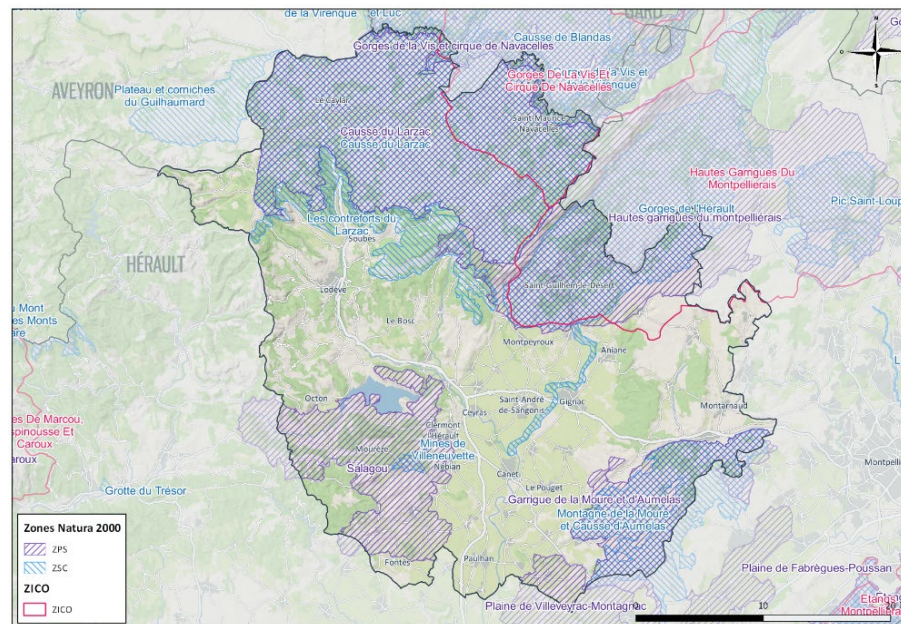 de la Virenque
et Luc
GARD
Gorges de la Vis et cirque de Navacelles
Causse de Blandas
N
O
E
S
AVEYRON
Plateau et corniches
du Guilhaumard
Le Caylar
Gorges De La Vis Et
Cirque De Navacelles
Saint-Maurice-
Navacelles
Causse du Larzac
Causse du Larzac
Hautes Garrigues Du
Montpellierais
Pic Saint-Loup
Gorges de l'Hérault
Hautes garrigues du montpelliérais
Les contreforts du
Larzac
Soubès
HÉRAULT
Saint-Guilhem-le-Désert
Lodève
Le Bosc
Montpeyroux
Aniane
Octon
Saint-André
de-Sangonis
Gignac
Ceyras
Montarnaud
Clermont
l'Hérault
Mourèze
Mines de
Villeneuvette
Nébian
Salagou
Canet
Le Pouget
Grotte du Trésor
Garrigue de la Moure et d'Aumelas
Montagne de la Moure
et Causse d'Aumelas
Fontès
Paulhan
Plaine de Fabrègues-Poussan
Plaine de Villeveyrac-Montagnac
Zones Natura 2000
ZPS
ZSC
ZICO
ZICO
0
10
20